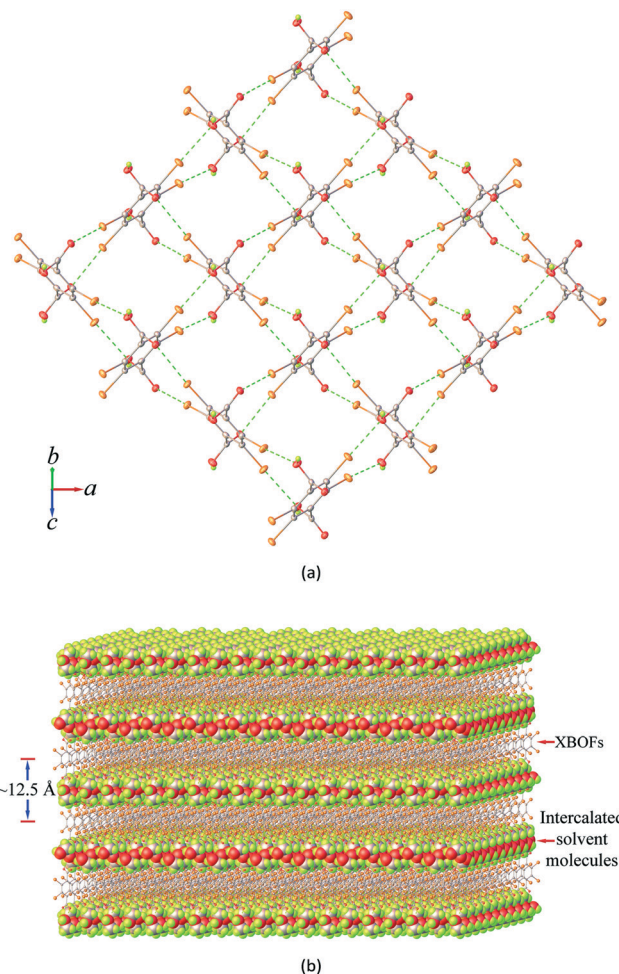 b
a
c
(a)
XBOFs
~12.5 Å
Intercalated
solvent
molecules
(b)